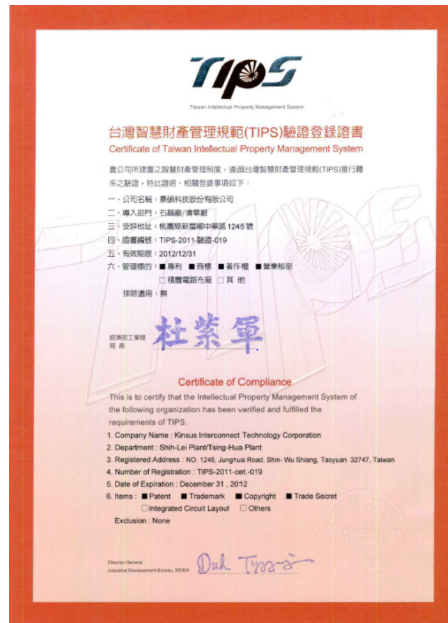 TIPS
Taiwan Intellectual Property Management System
台灣智慧財產管理規範(TIPS)驗證登錄證書
Certificate of Taiwan Intellectual Property Management System
貴公司所建置之智慧財產管理制度,通過台灣智慧財產管理規範(TIPS)推行體
系之驗證,特此證明,相關登錄事項如下:
一、公司名稱:景碩科技股份有限公司
二、導入部門:石磊廠/清華廠
三、受評地址:桃園縣新屋鄉中華路 1245 號
四、證書編號:TIPS-2011-驗證-019
五、有效期限:2012/12/31
六、管理標的:■專利 ■商標 ■著作權 ■營業秘密
□積體電路布局 □其 他
排除適用:無
經濟部工業局
局 長
杜紫軍
Certificate of Compliance
This is to certify that the Intellectual Property Management System of
the following organization has been verified and fulfilled the
requirements of TIPS.
1. Company Name : Kinsus Interconnect Technology Corporation
2. Department : Shih-Lei Plant/Tsing-Hua Plant
3. Registered Address : NO. 1245, Junghua Road, Shin- Wu Shiang, Taoyuan 32747, Taiwan
4. Number of Registration : TIPS-2011-cet.-019
5. Date of Expiration : December 31 , 2012
6. Items : ■ Patent ■ Trademark ■ Copyright ■ Trade Secret
□Integrated Circuit Layout □ Others
Exclusion : None
Director General
Industrial Development Bureau, MOEA